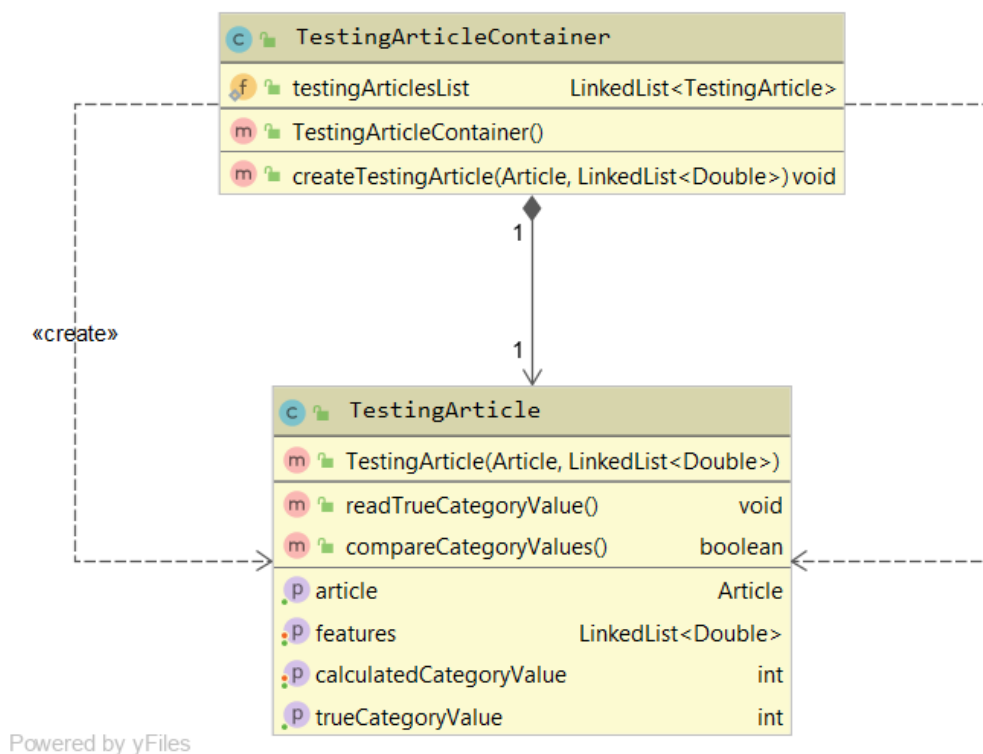 TestingArticleContainer
testingArticlesList LinkedList<TestingArticle>
TestingArticleContainer()
createTestingArticle(Article, LinkedList<Double>) void
1
«create»
1
TestingArticle
TestingArticle(Article, LinkedList<Double>)
readTrueCategoryValue() void
compareCategoryValues() boolean
article Article
features LinkedList<Double>
calculatedCategoryValue int
trueCategoryValue int
Powered by yFiles